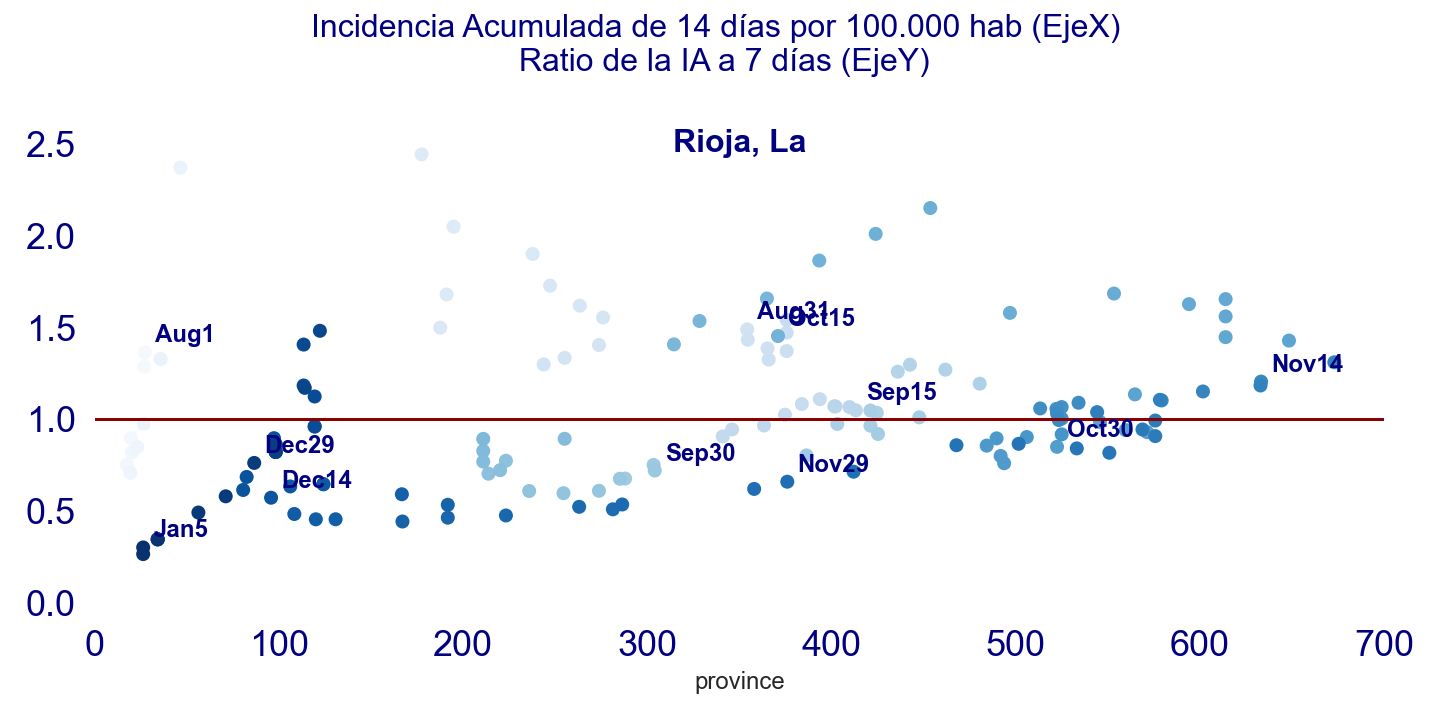 Incidencia Acumulada de 14 días por 100.000 hab (EjeX)
Ratio de la IA a 7 días (EjeY)
Rioja, La
2.5
2.0
1.5
1.0
0.5
0.0
Aug1
Aug31
Oct15
Nov14
Sep15
Oct30
Dec29
Sep30
Nov29
Dec14
Jan5
0 100 200 300 400 500 600 700
province